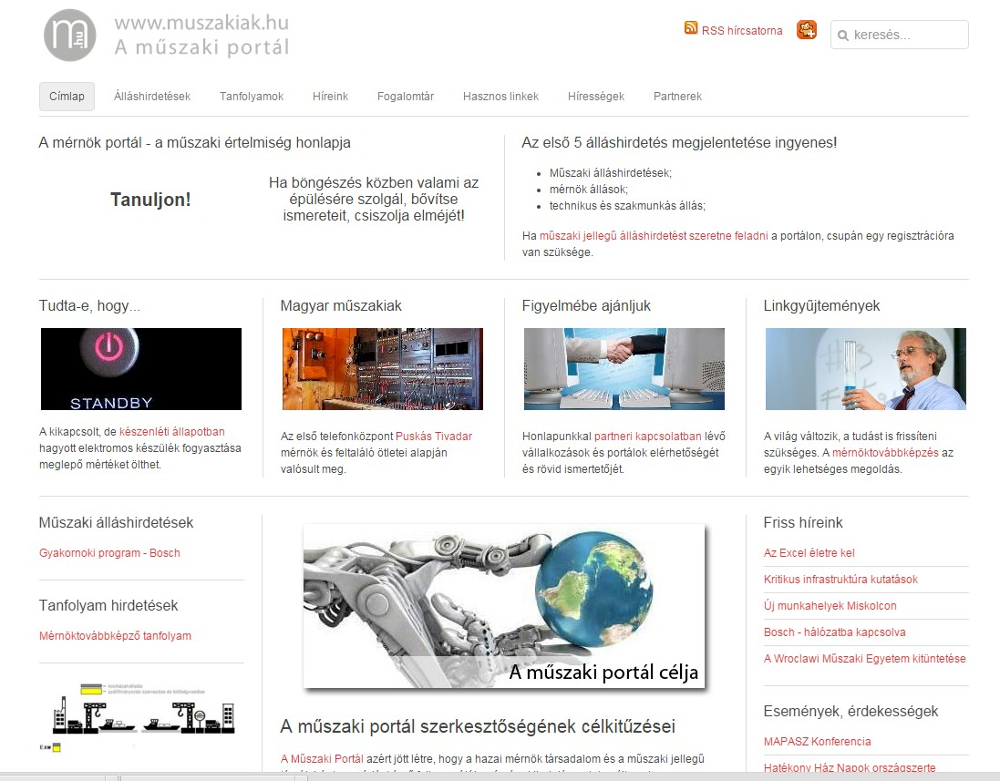 m.hu
www.muszakiak.hu
A műszaki portál
RSS hírcsatorna
keresés...
Címlap
Álláshirdetések
Tanfolyamok
Híreink
Fogalomtár
Hasznos linkek
Hírességek
Partnerek
A mérnök portál - a műszaki értelmiség honlapja
Tanuljon!
Ha böngészés közben valami az
épülésére szolgál, bővítse
ismereteit, csiszolja elméjét!
Az első 5 álláshirdetés megjelentetése ingyenes!
Műszaki álláshirdetések;
mérnök állások;
technikus és szakmunkás állás;
Ha műszaki jellegű álláshirdetést szeretne feladni a portálon, csupán egy regisztrációra
van szüksége.
Tudta-e, hogy...
STANDBY
A kikapcsolt, de készenléti állapotban
hagyott elektromos készülék fogyasztása
meglepő mértéket ölthet.
Magyar műszakiak
Az első telefonközpont Puskás Tivadar
mérnök és feltaláló ötletei alapján
valósult meg.
Figyelmébe ajánljuk
Honlapunkkal partneri kapcsolatban lévő
vállalkozások és portálok elérhetőségét
és rövid ismertetőjét.
Linkgyűjtemények
A világ változik, a tudást is frissíteni
szükséges. A mérnöktovábbképzés az
egyik lehetséges megoldás.
Műszaki álláshirdetések
Gyakornoki program - Bosch
Tanfolyam hirdetések
Mérnöktovábbképző tanfolyam
Exw
A műszaki portál célja
A műszaki portál szerkesztőségének célkitűzései
A Műszaki Portál azért jött létre, hogy a hazai mérnök társadalom és a műszaki jellegű
Friss híreink
Az Excel életre kel
Kritikus infrastruktúra kutatások
Új munkahelyek Miskolcon
Bosch - hálózatba kapcsolva
A Wroclawi Műszaki Egyetem kitüntetése
Események, érdekességek
MAPASZ Konferencia
Hatékony Ház Napok országszerte